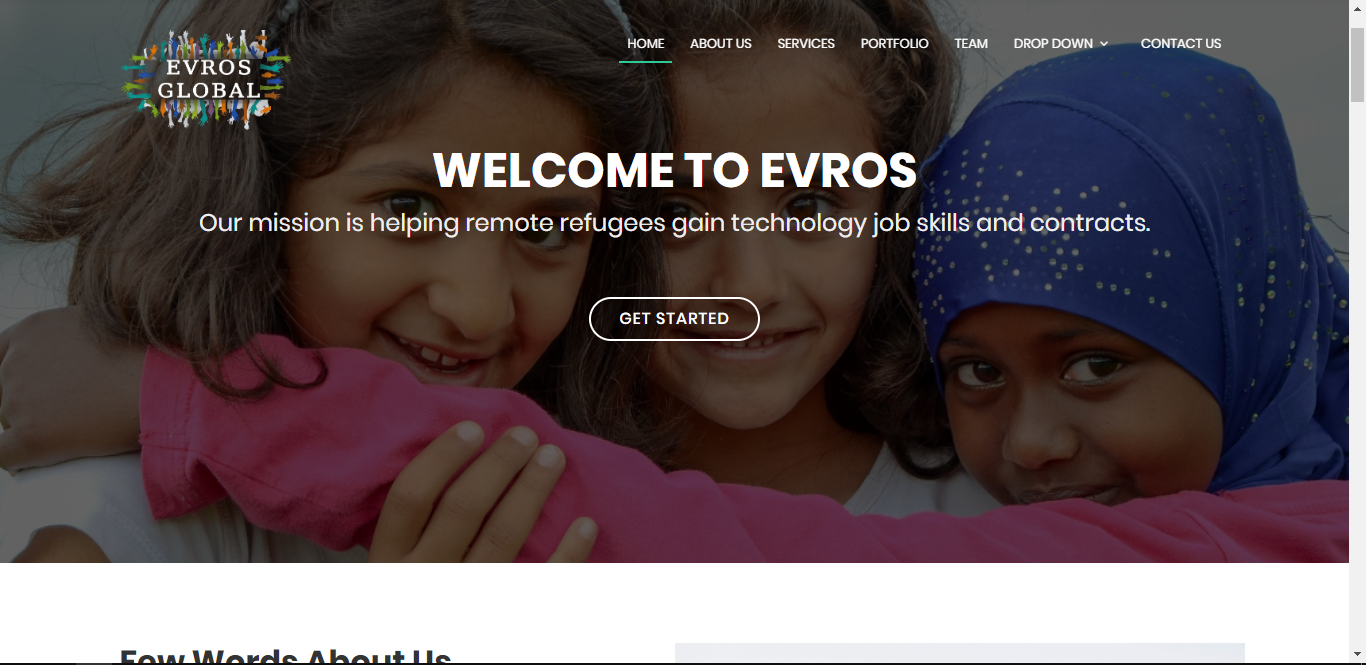 EVROS
GLOBAL
HOME ABOUT US SERVICES PORTFOLIO TEAM DROP DOWN CONTACT US
WELCOME TO EVROS
Our mission is helping remote refugees gain technology job skills and contracts.
GET STARTED
Few Words About Us